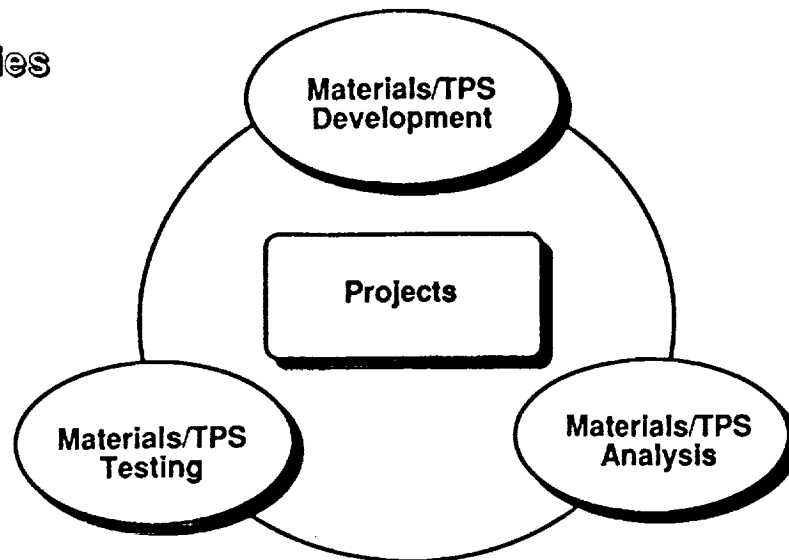 ies
Materials/TPS
Development
Projects
Materials/TPS
Testing
Materials/TPS
Analysis